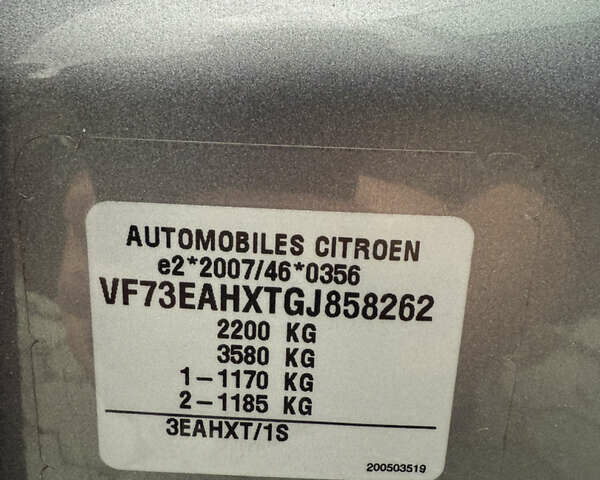 AUTOMOBILES CITROEN
e2*2007/46*0356
VF73EAHXTGJ858262
2200 KG
3580 KG
1-1170 KG
2-1185 KG
3EAHXT/1S
200503519